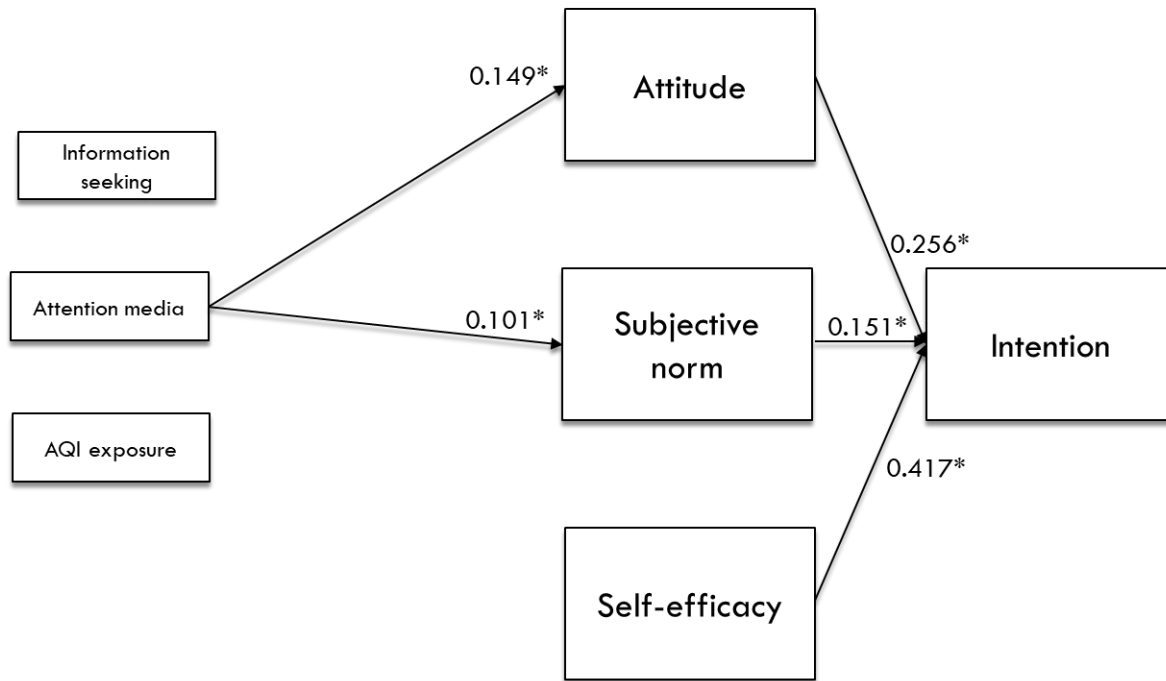 0.149*
Attitude
Information
seeking
0.256*
Attention media
0.101*
Subjective
norm
0.151*
Intention
AQI exposure
0.417*
Self-efficacy